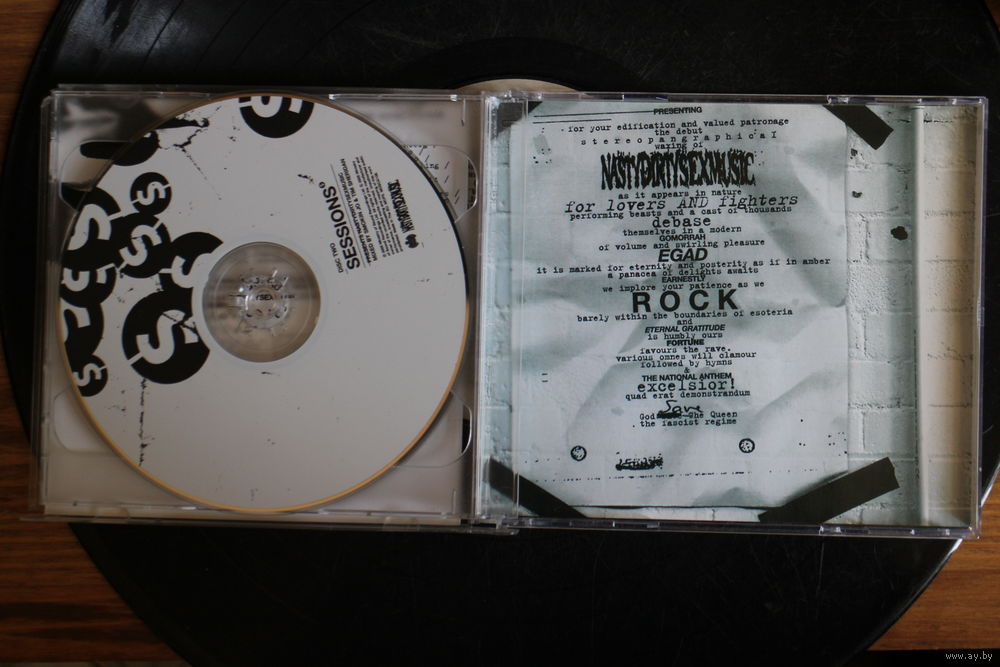 PRESENTING
for your edification and valued patronage
the debut
stereopangraphical
waxing of
NASTYDIRTYSEXMUSIC
as it appears in nature
for lovers AND fighters
performing beasts and a cast of thousands
debase
themselves in a modern
GOMORRAH
of volume and swirling pleasure
EGAD
it is marked for eternity and posterity as if in amber
a panacea of delights awaits
EARNESTLY
we implore your patience as we
ROCK
barely within the boundaries of esoteria
and
ETERNAL GRATITUDE
is humbly ours
FORTUNE
favours the rave.
various omnes will clamour
followed by hymns
&
THE NATIONAL ANTHEM
excelsior!
quad erat demonstrandum
Save
God the Queen
the fascist regime
SESSIONS
DISC TWO
PRESENTS NASTYDIRTYSEXMUSIC
NASTYDIRTYSEXMUSIC
www.ay.by